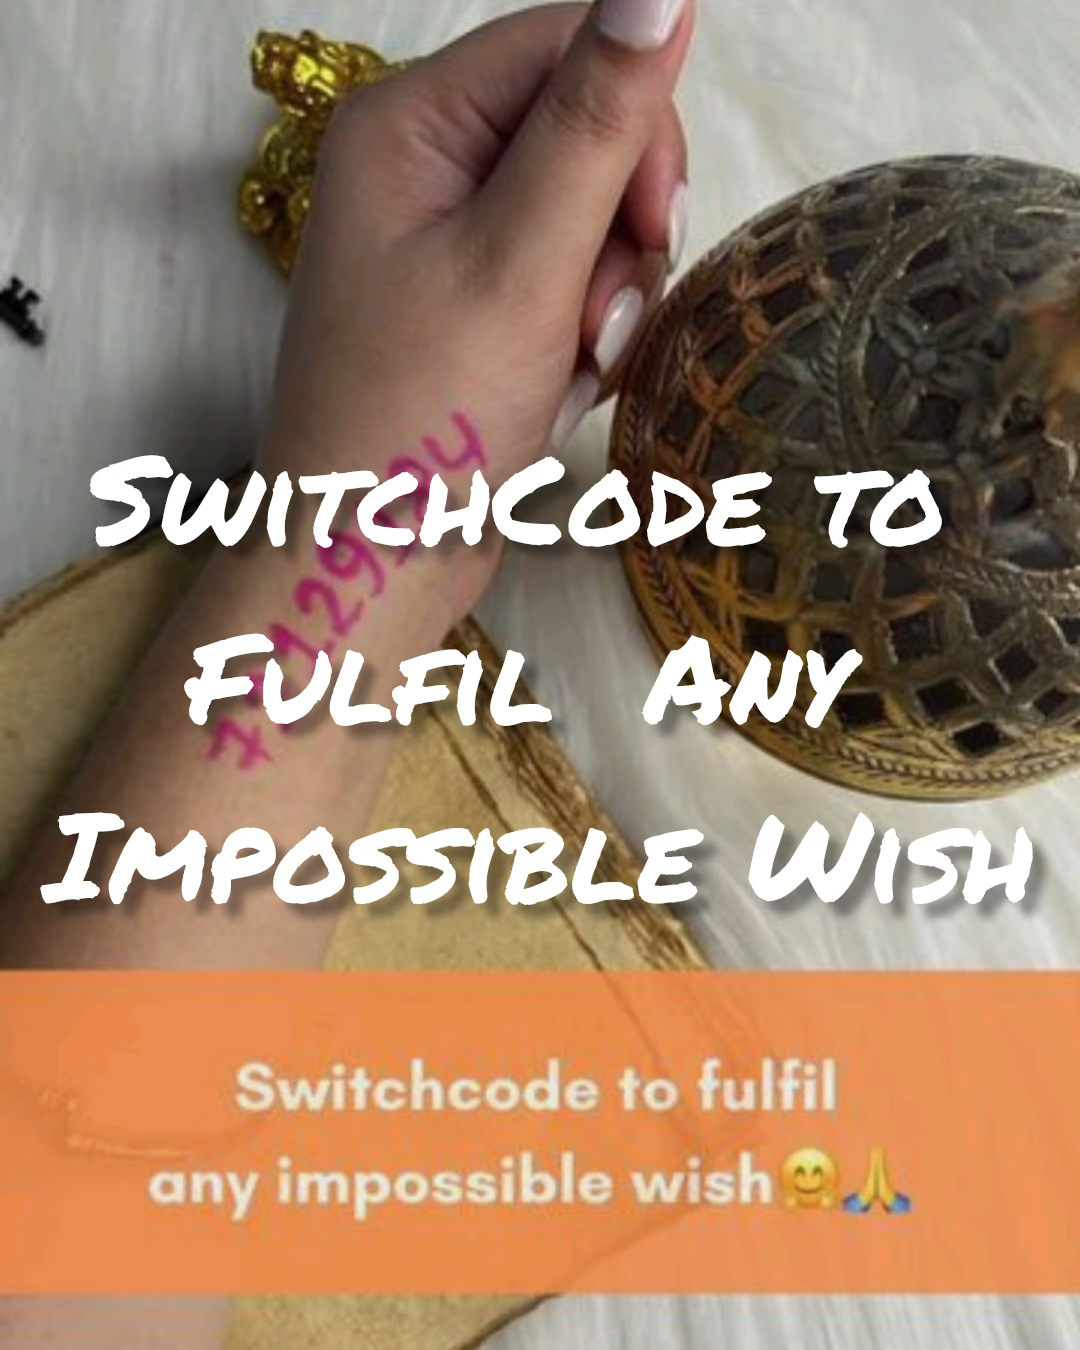 SwitchCode to
Fulfil Any
Impossible Wish
Switchcode to fulfil
any impossible wish🤗🙏